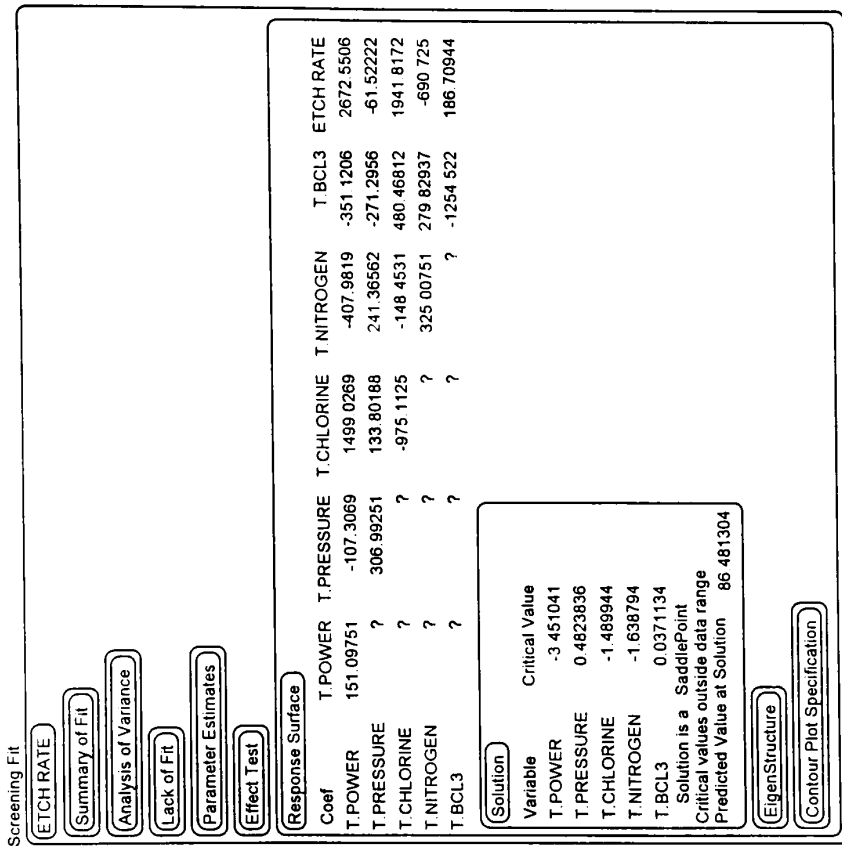 Screening Fit
ETCH RATE
Summary of Fit
Analysis of Variance
Lack of Fit
Parameter Estimates
Effect Test
Response Surface
Coef T.POWER T.PRESSURE T.CHLORINE T.NITROGEN T.BCL3 ETCH RATE
T.POWER 151.09751 -107.3069 1499 0269 -407.9819 -351 1206 2672.5506
T.PRESSURE ? 306.99251 133.80188 241.36562 -271.2956 -61.52222
T.CHLORINE ? ? -975.1125 -148 4531 480.46812 1941 8172
T.NITROGEN ? ? ? 325 00751 279 82937 -690 725
T.BCL3 ? ? ? ? -1254 522 186.70944
Solution
Variable Critical Value
T.POWER -3 451041
T.PRESSURE 0.4823836
T.CHLORINE -1.489944
T.NITROGEN -1.638794
T.BCL3 0.0371134
Solution is a SaddlePoint
Critical values outside data range
Predicted Value at Solution 86 481304
EigenStructure
Contour Plot Specification